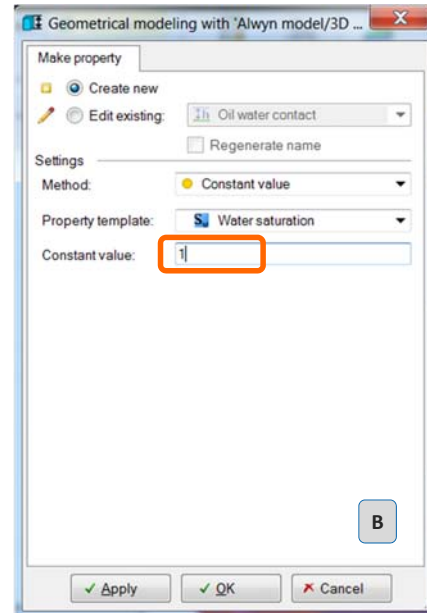 Geometrical modeling with 'Alwyn model/3D ...
Make property
Create new
Edit existing: Oil water contact
Regenerate name
Settings
Method: Constant value
Property template: Water saturation
Constant value: 1
B
Apply OK Cancel